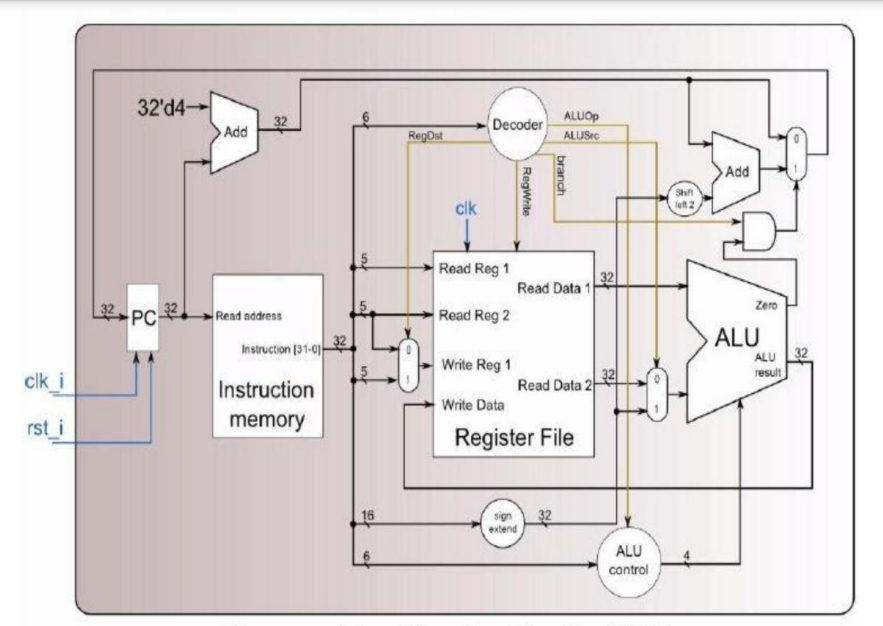 32'd4
Add
32
6
Decoder
ALUOp
ALUSrc
RegDst
RegWrite
branch
clk
Shift
left 2
Add
0
1
5
Read Reg 1
Read Data 1
32
5
Read Reg 2
32
PC
32
Read address
Instruction [31-0]
32
Instruction
memory
0
1
5
Write Reg 1
Write Data
Read Data 2
32
Register File
0
1
Zero
ALU
ALU
result
32
clk_i
rst_i
16
sign
extend
32
6
ALU
control
4